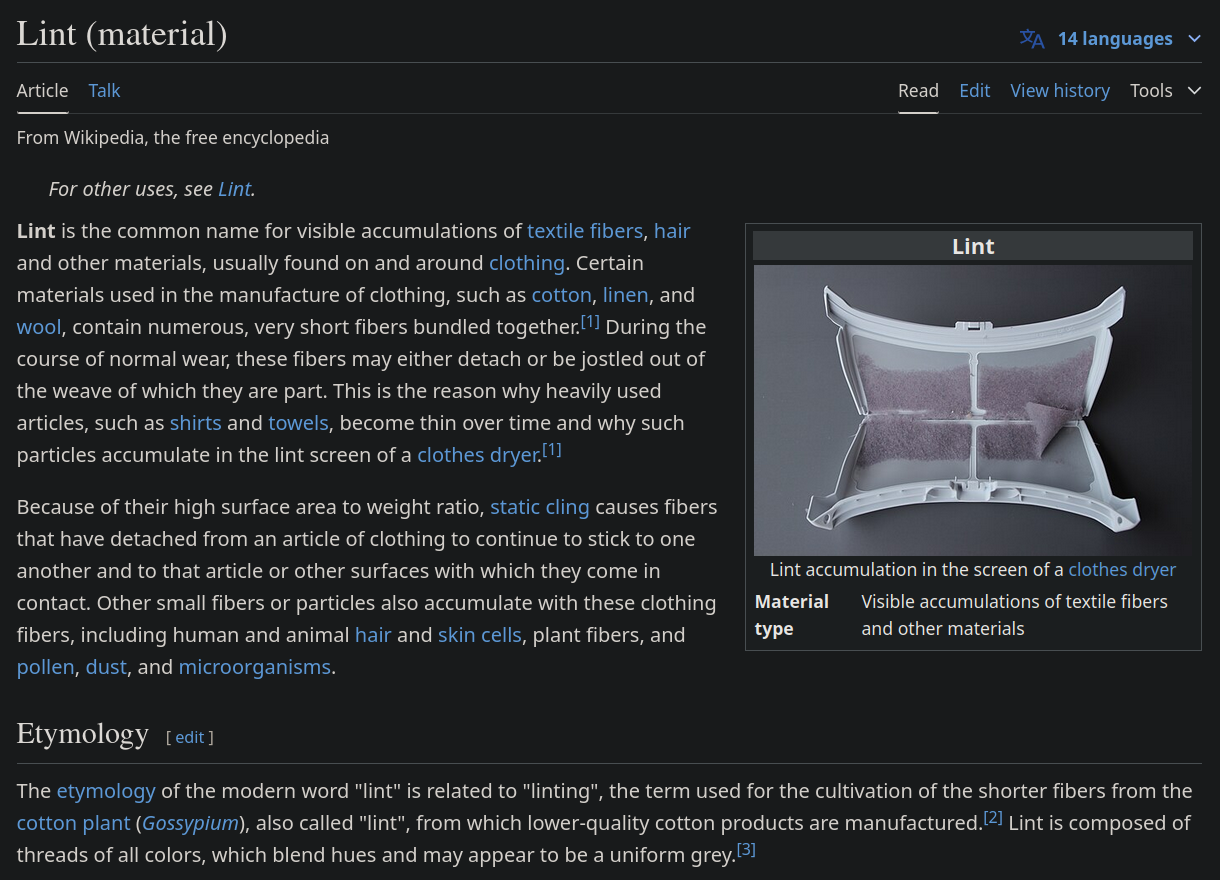 Lint (material)
14 languages
Article Talk
Read Edit View history Tools
From Wikipedia, the free encyclopedia
For other uses, see Lint.
Lint is the common name for visible accumulations of textile fibers, hair
and other materials, usually found on and around clothing. Certain
materials used in the manufacture of clothing, such as cotton, linen, and
wool, contain numerous, very short fibers bundled together.[1] During the
course of normal wear, these fibers may either detach or be jostled out of
the weave of which they are part. This is the reason why heavily used
articles, such as shirts and towels, become thin over time and why such
particles accumulate in the lint screen of a clothes dryer.[1]
Because of their high surface area to weight ratio, static cling causes fibers
that have detached from an article of clothing to continue to stick to one
another and to that article or other surfaces with which they come in
contact. Other small fibers or particles also accumulate with these clothing
fibers, including human and animal hair and skin cells, plant fibers, and
pollen, dust, and microorganisms.
Lint
Lint accumulation in the screen of a clothes dryer
Material
type
Visible accumulations of textile fibers
and other materials
Etymology [ edit ]
The etymology of the modern word "lint" is related to "linting", the term used for the cultivation of the shorter fibers from the
cotton plant (Gossypium), also called "lint", from which lower-quality cotton products are manufactured.[2] Lint is composed of
threads of all colors, which blend hues and may appear to be a uniform grey.[3]